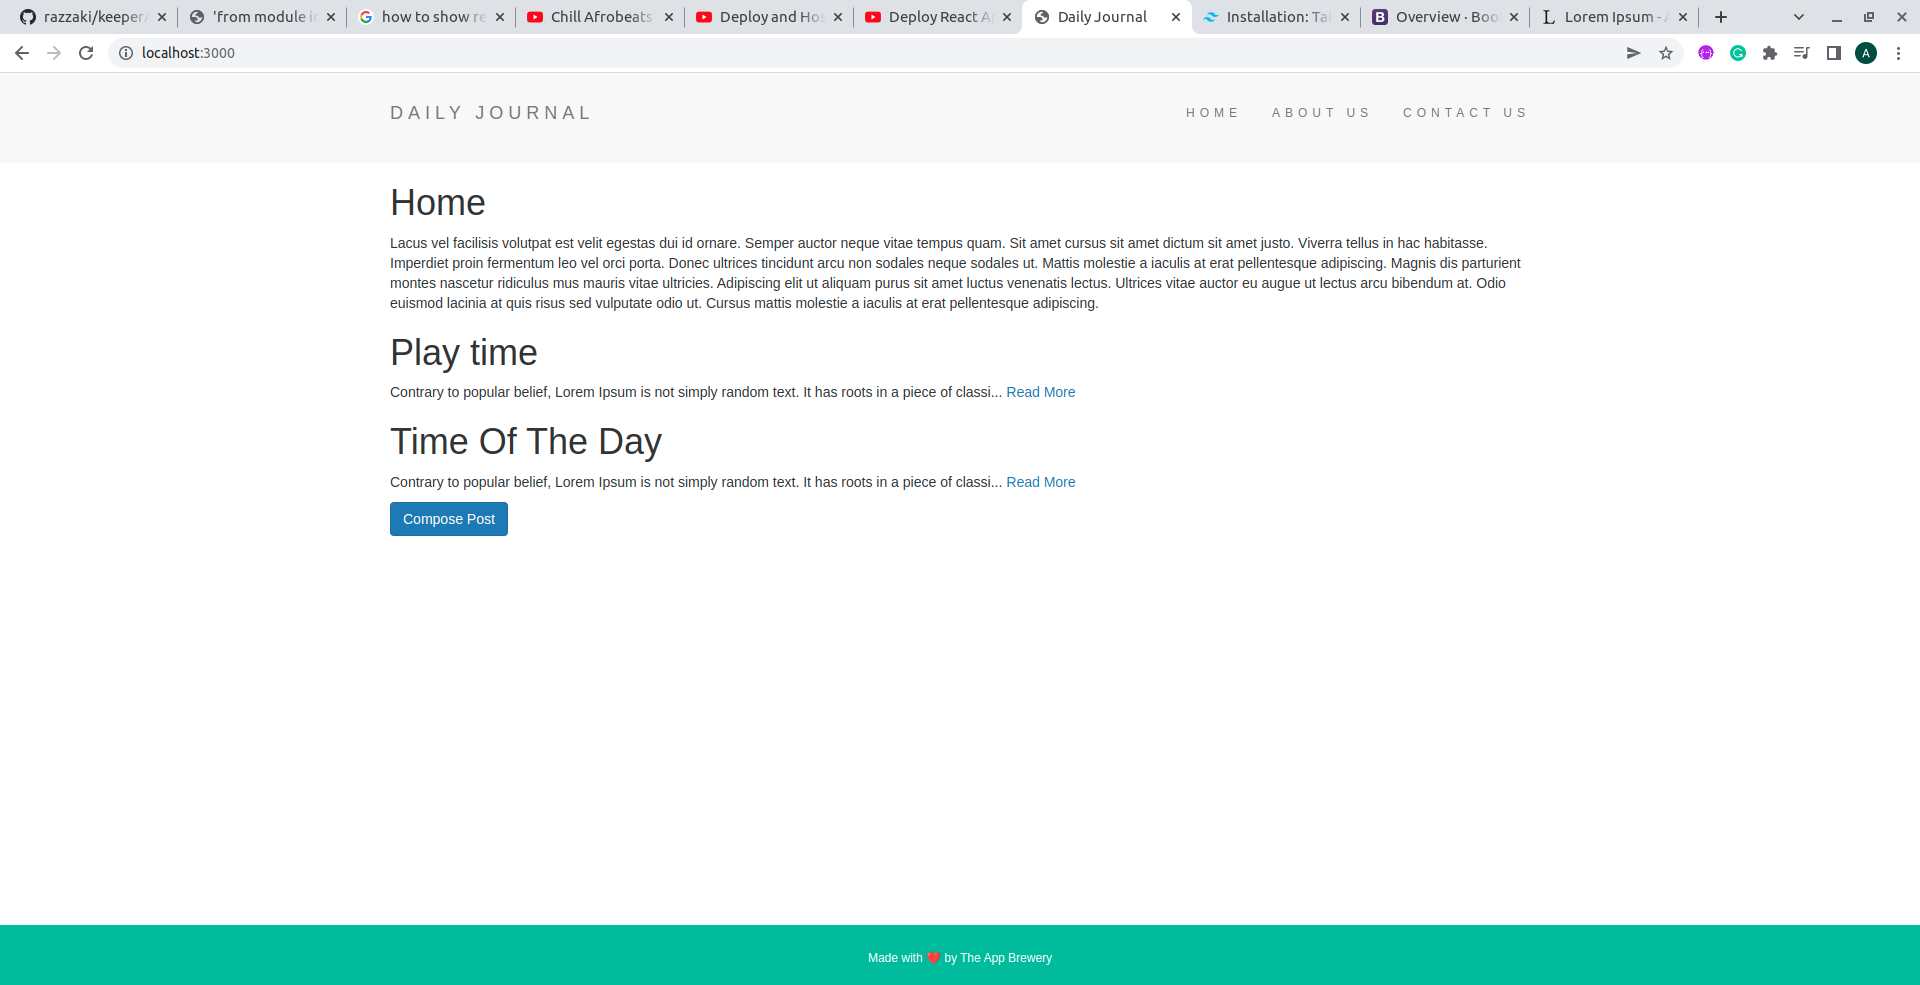 razzaki/keeper
'from module i
how to show re
Chill Afrobeats
Deploy and Hos
Deploy React A
Daily Journal
Installation: Tai
Overview · Boo
Lorem Ipsum - A
localhost:3000
A
DAILY JOURNAL
HOME ABOUT US CONTACT US
Home
Lacus vel facilisis volutpat est velit egestas dui id ornare. Semper auctor neque vitae tempus quam. Sit amet cursus sit amet dictum sit amet justo. Viverra tellus in hac habitasse.
Imperdiet proin fermentum leo vel orci porta. Donec ultrices tincidunt arcu non sodales neque sodales ut. Mattis molestie a iaculis at erat pellentesque adipiscing. Magnis dis parturient
montes nascetur ridiculus mus mauris vitae ultricies. Adipiscing elit ut aliquam purus sit amet luctus venenatis lectus. Ultrices vitae auctor eu augue ut lectus arcu bibendum at. Odio
euismod lacinia at quis risus sed vulputate odio ut. Cursus mattis molestie a iaculis at erat pellentesque adipiscing.
Play time
Contrary to popular belief, Lorem Ipsum is not simply random text. It has roots in a piece of classi... Read More
Time Of The Day
Contrary to popular belief, Lorem Ipsum is not simply random text. It has roots in a piece of classi... Read More
Compose Post
Made with ❤️ by The App Brewery